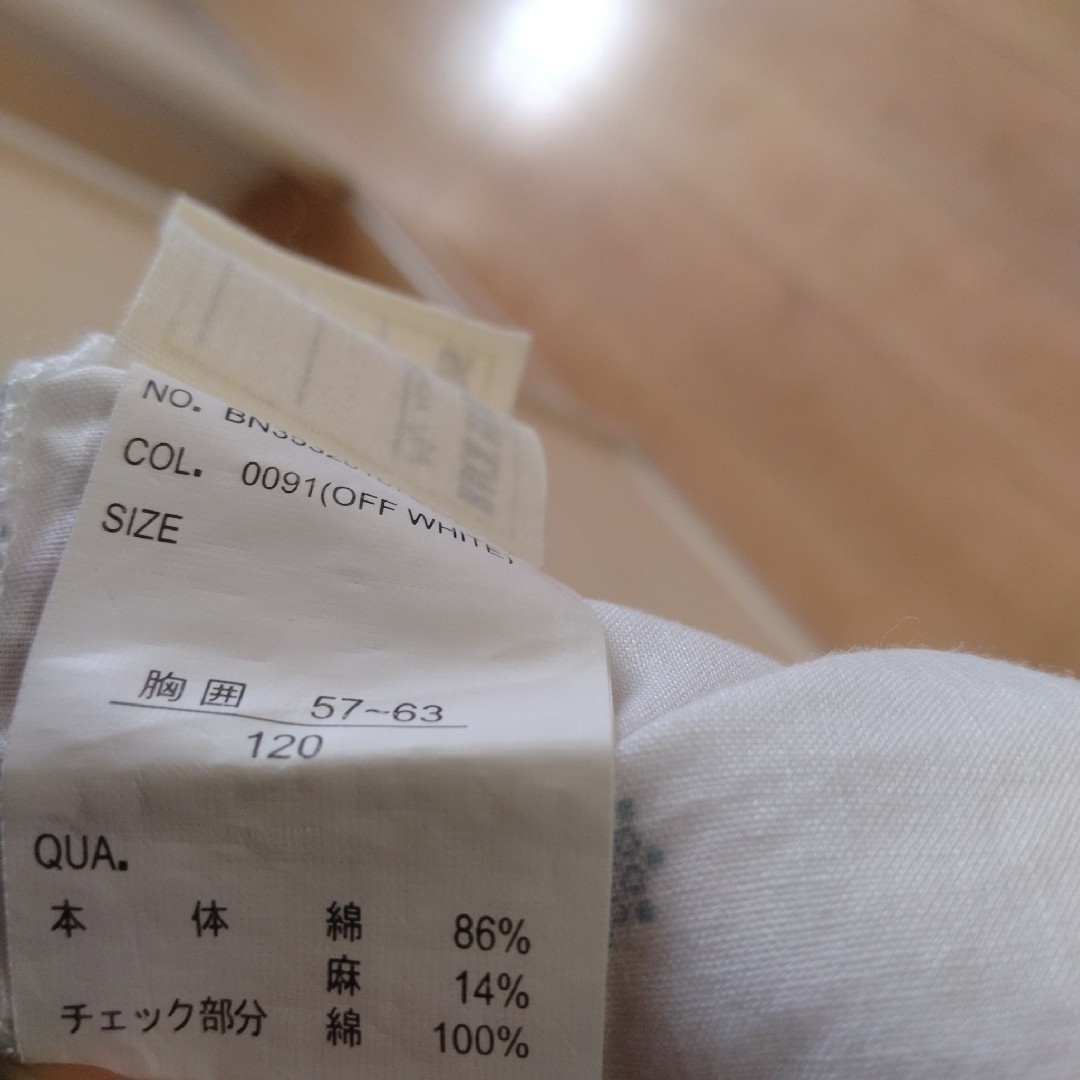 NO.
COL. 0091(OFF WHITE)
SIZE
胸囲 57~63
120
QUA.
本 体 綿 86%
麻 14%
チェック部分 綿 100%